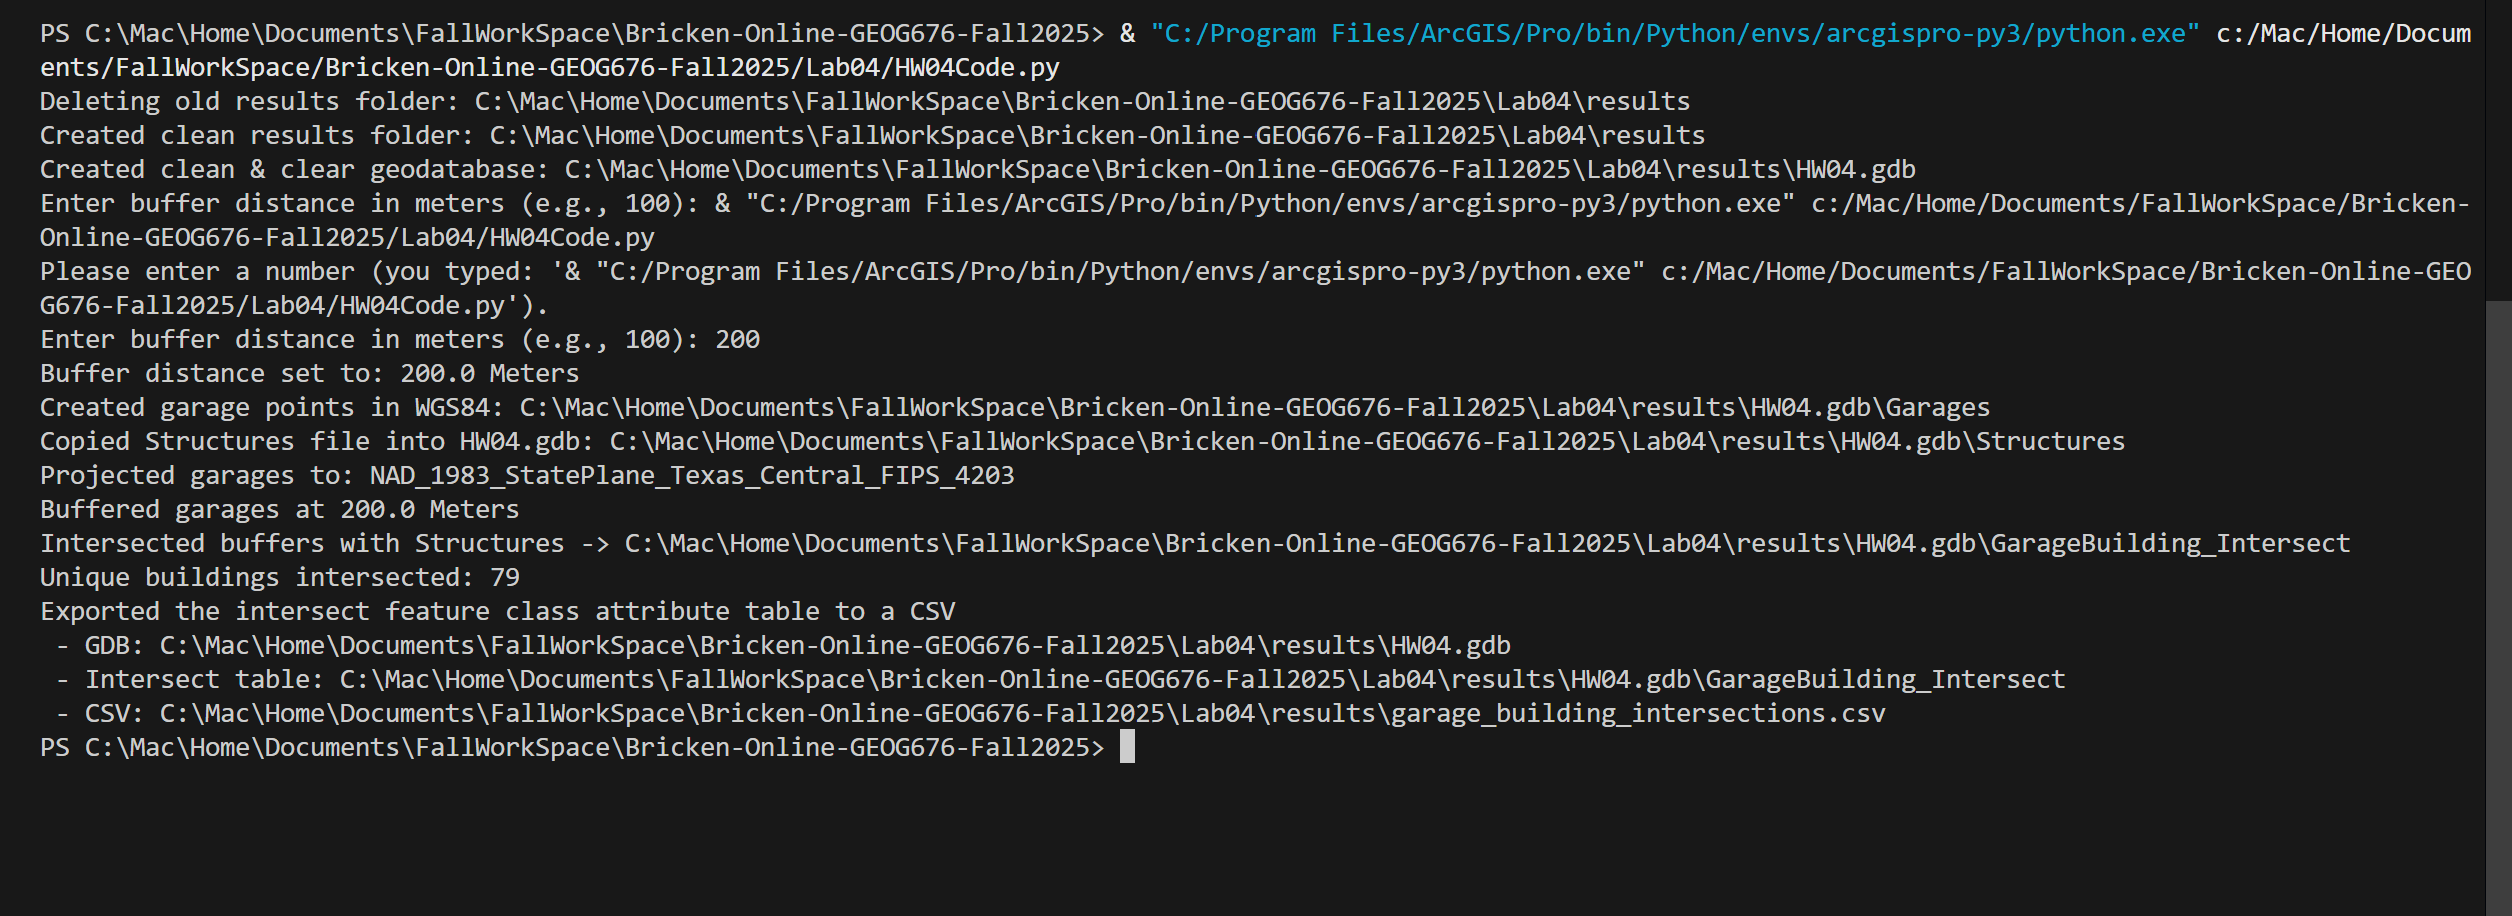 PS C:\Mac\Home\Documents\FallWorkSpace\Bricken-Online-GEOG676-Fall2025> & "C:/Program Files/ArcGIS/Pro/bin/Python/envs/arcgispro-py3/python.exe" c:/Mac/Home/Docum
ents/FallWorkSpace/Bricken-Online-GEOG676-Fall2025/Lab04/HW04Code.py
Deleting old results folder: C:\Mac\Home\Documents\FallWorkSpace\Bricken-Online-GEOG676-Fall2025\Lab04\results
Created clean results folder: C:\Mac\Home\Documents\FallWorkSpace\Bricken-Online-GEOG676-Fall2025\Lab04\results
Created clean & clear geodatabase: C:\Mac\Home\Documents\FallWorkSpace\Bricken-Online-GEOG676-Fall2025\Lab04\results\HW04.gdb
Enter buffer distance in meters (e.g., 100): & "C:/Program Files/ArcGIS/Pro/bin/Python/envs/arcgispro-py3/python.exe" c:/Mac/Home/Documents/FallWorkSpace/Bricken-
Online-GEOG676-Fall2025/Lab04/HW04Code.py
Please enter a number (you typed: '& "C:/Program Files/ArcGIS/Pro/bin/Python/envs/arcgispro-py3/python.exe" c:/Mac/Home/Documents/FallWorkSpace/Bricken-Online-GEO
G676-Fall2025/Lab04/HW04Code.py').
Enter buffer distance in meters (e.g., 100): 200
Buffer distance set to: 200.0 Meters
Created garage points in WGS84: C:\Mac\Home\Documents\FallWorkSpace\Bricken-Online-GEOG676-Fall2025\Lab04\results\HW04.gdb\Garages
Copied Structures file into HW04.gdb: C:\Mac\Home\Documents\FallWorkSpace\Bricken-Online-GEOG676-Fall2025\Lab04\results\HW04.gdb\Structures
Projected garages to: NAD_1983_StatePlane_Texas_Central_FIPS_4203
Buffered garages at 200.0 Meters
Intersected buffers with Structures -> C:\Mac\Home\Documents\FallWorkSpace\Bricken-Online-GEOG676-Fall2025\Lab04\results\HW04.gdb\GarageBuilding_Intersect
Unique buildings intersected: 79
Exported the intersect feature class attribute table to a CSV
 - GDB: C:\Mac\Home\Documents\FallWorkSpace\Bricken-Online-GEOG676-Fall2025\Lab04\results\HW04.gdb
 - Intersect table: C:\Mac\Home\Documents\FallWorkSpace\Bricken-Online-GEOG676-Fall2025\Lab04\results\HW04.gdb\GarageBuilding_Intersect
 - CSV: C:\Mac\Home\Documents\FallWorkSpace\Bricken-Online-GEOG676-Fall2025\Lab04\results\garage_building_intersections.csv
PS C:\Mac\Home\Documents\FallWorkSpace\Bricken-Online-GEOG676-Fall2025>